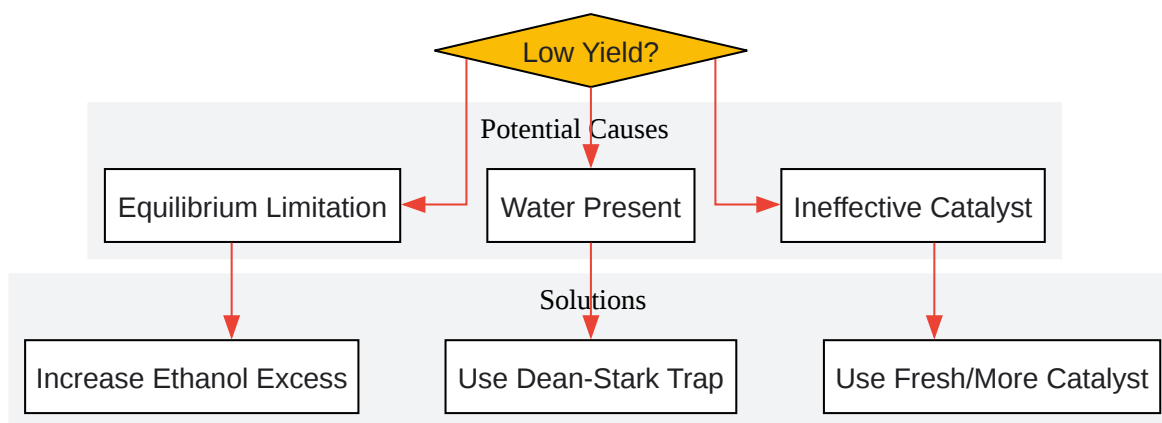 Low Yield?
Potential Causes
Equilibrium Limitation
Water Present
Ineffective Catalyst
Solutions
Increase Ethanol Excess
Use Dean-Stark Trap
Use Fresh/More Catalyst